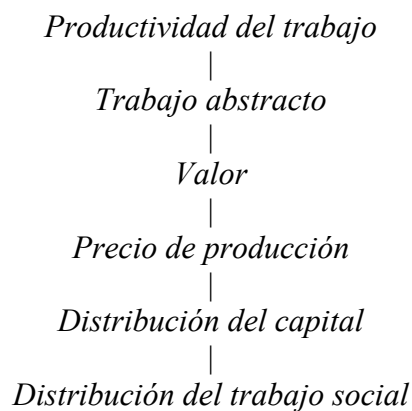 Productividad del trabajo
|
Trabajo abstracto
|
Valor
|
Precio de producción
|
Distribución del capital
|
Distribución del trabajo social